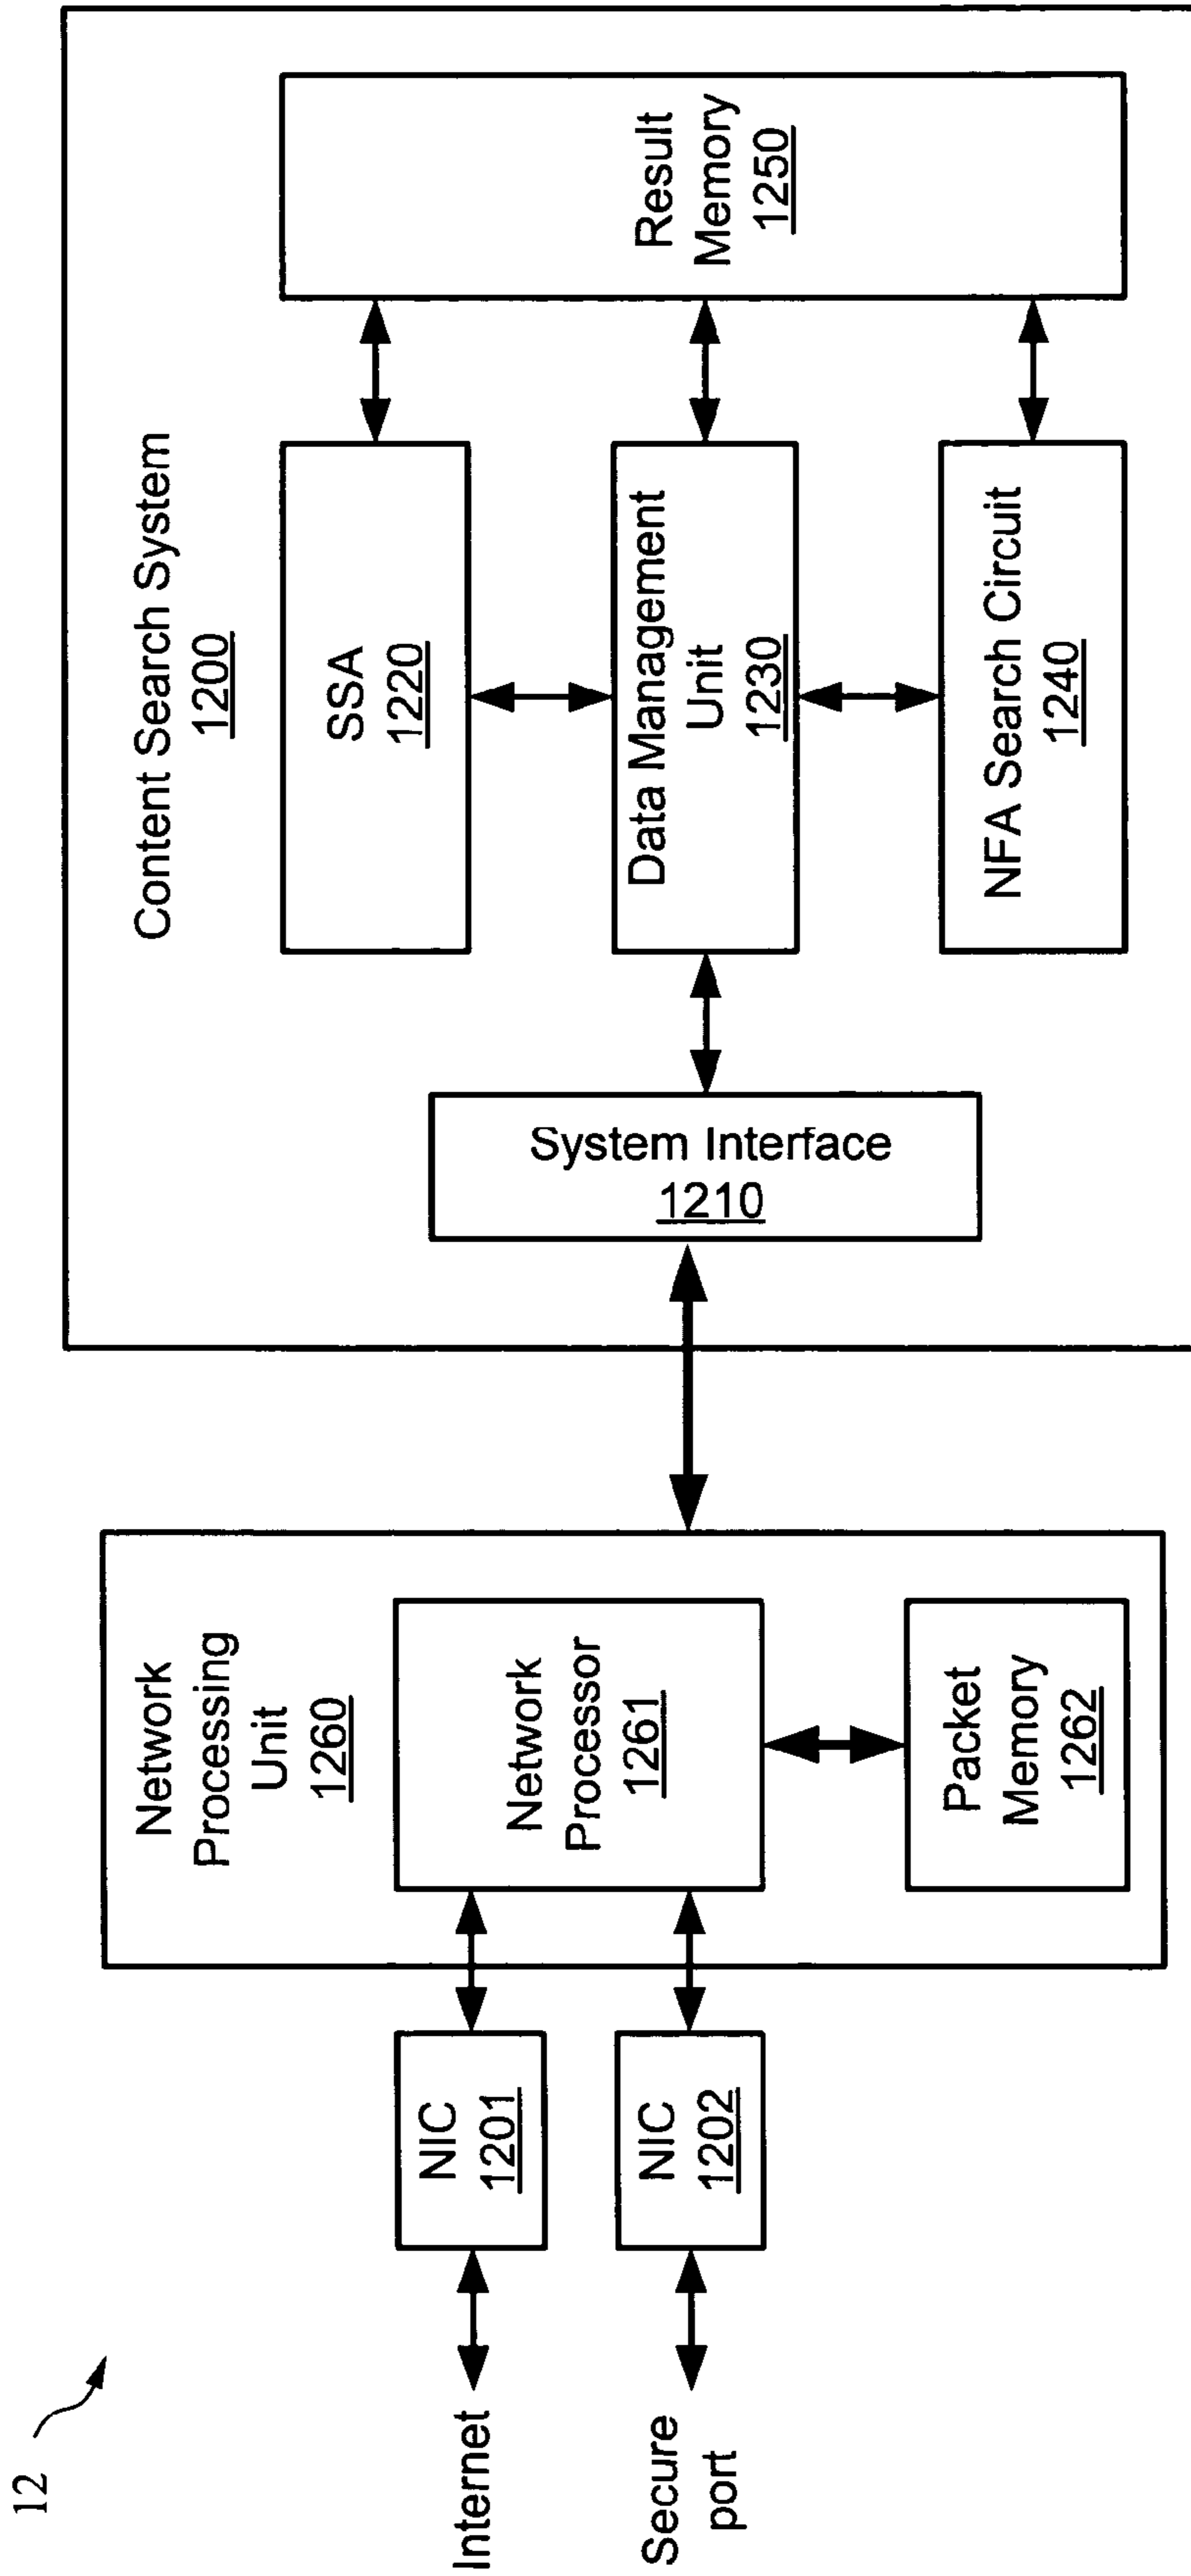 12
Internet
Secure
port
NIC
1201
NIC
1202
Network
Processing
Unit
1260
Network
Processor
1261
Packet
Memory
1262
Content Search System
1200
System Interface
1210
SSA
1220
Data Management
Unit
1230
NFA Search Circuit
1240
Result
Memory
1250